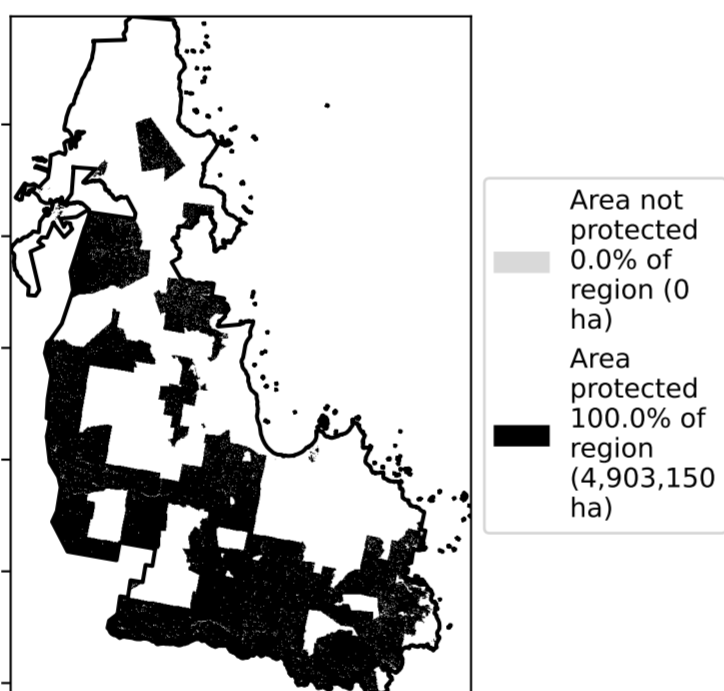 Area not
protected
0.0% of
region (0
ha)
Area
protected
100.0% of
region
(4,903,150
ha)